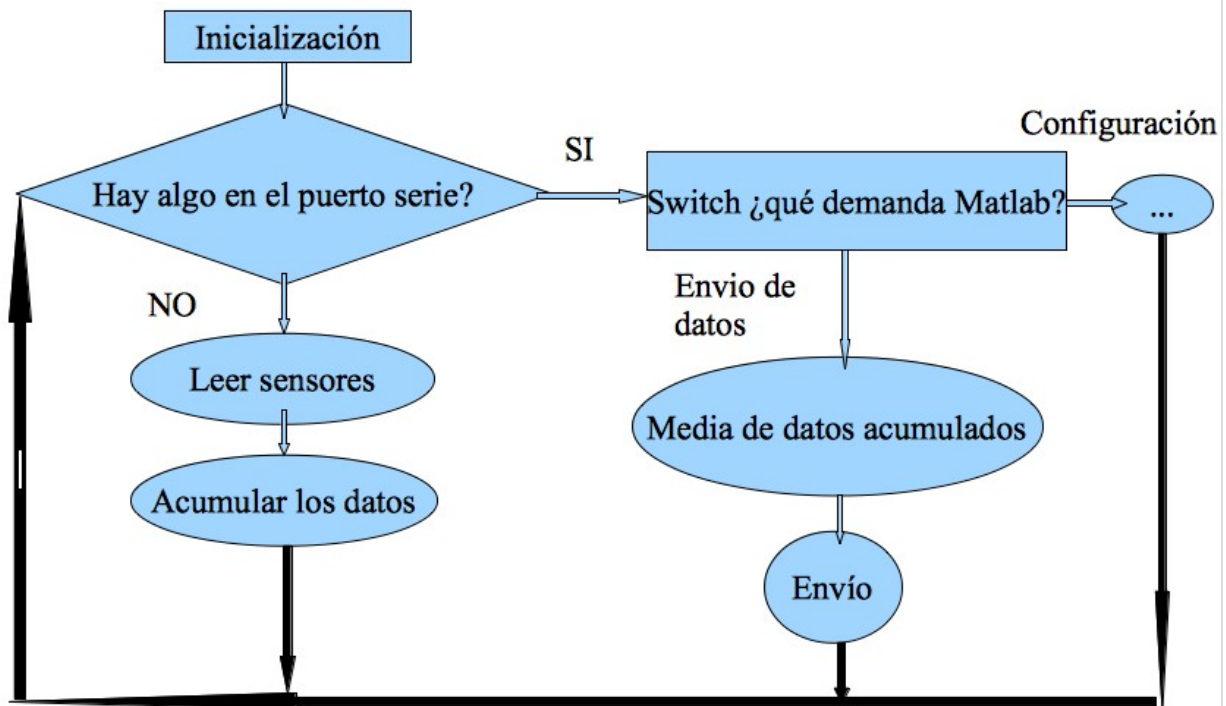 Inicialización
Configuración
SI
Hay algo en el puerto serie?
Switch ¿qué demanda Matlab?
...
Envio de
datos
NO
Leer sensores
Media de datos acumulados
Acumular los datos
Envío